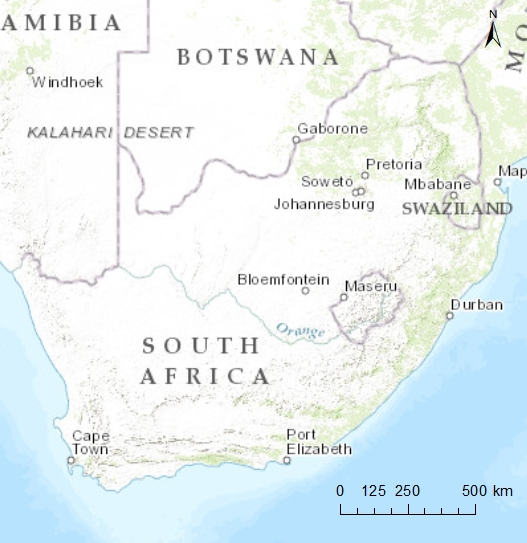 N
AMIBIA
MO
BOTSWANA
Windhoek
KALAHARI DESERT
Gaborone
Pretoria
Soweto
Mbabane
Map
Johannesburg
SWAZILAND
Bloemfontein
Maseru
Durban
Orange
SOUTH
AFRICA
Cape
Town
Port
Elizabeth
0 125 250 500 km